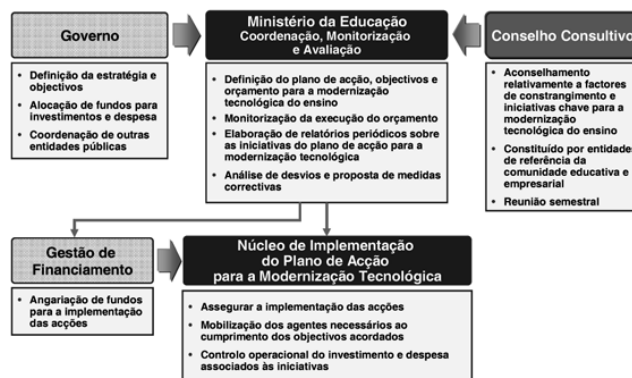 Governo
• Definição da estratégia e
objectivos
• Alocação de fundos para
investimentos e despesa
• Coordenação de outras
entidades públicas
Ministério da Educação
Coordenação, Monitorização
e Avaliação
• Definição do plano de acção, objectivos e
orçamento para a modernização
tecnológica do ensino
• Monitorização da execução do orçamento
• Elaboração de relatórios periódicos sobre
as iniciativas do plano de acção para a
modernização tecnológica
• Análise de desvios e proposta de medidas
correctivas
Conselho Consultivo
• Aconselhamento
relativamente a factores
de constrangimento e
iniciativas chave para a
modernização
tecnológica do ensino
• Constituído por entidades
de referência da
comunidade educativa e
empresarial
• Reunião semestral
Gestão de
Financiamento
• Angariação de fundos
para a implementação
das acções
Núcleo de Implementação
do Plano de Acção
para a Modernização Tecnológica
• Assegurar a implementação das acções
• Mobilização dos agentes necessários ao
cumprimento dos objectivos acordados
• Controlo operacional do investimento e despesa
associados às iniciativas